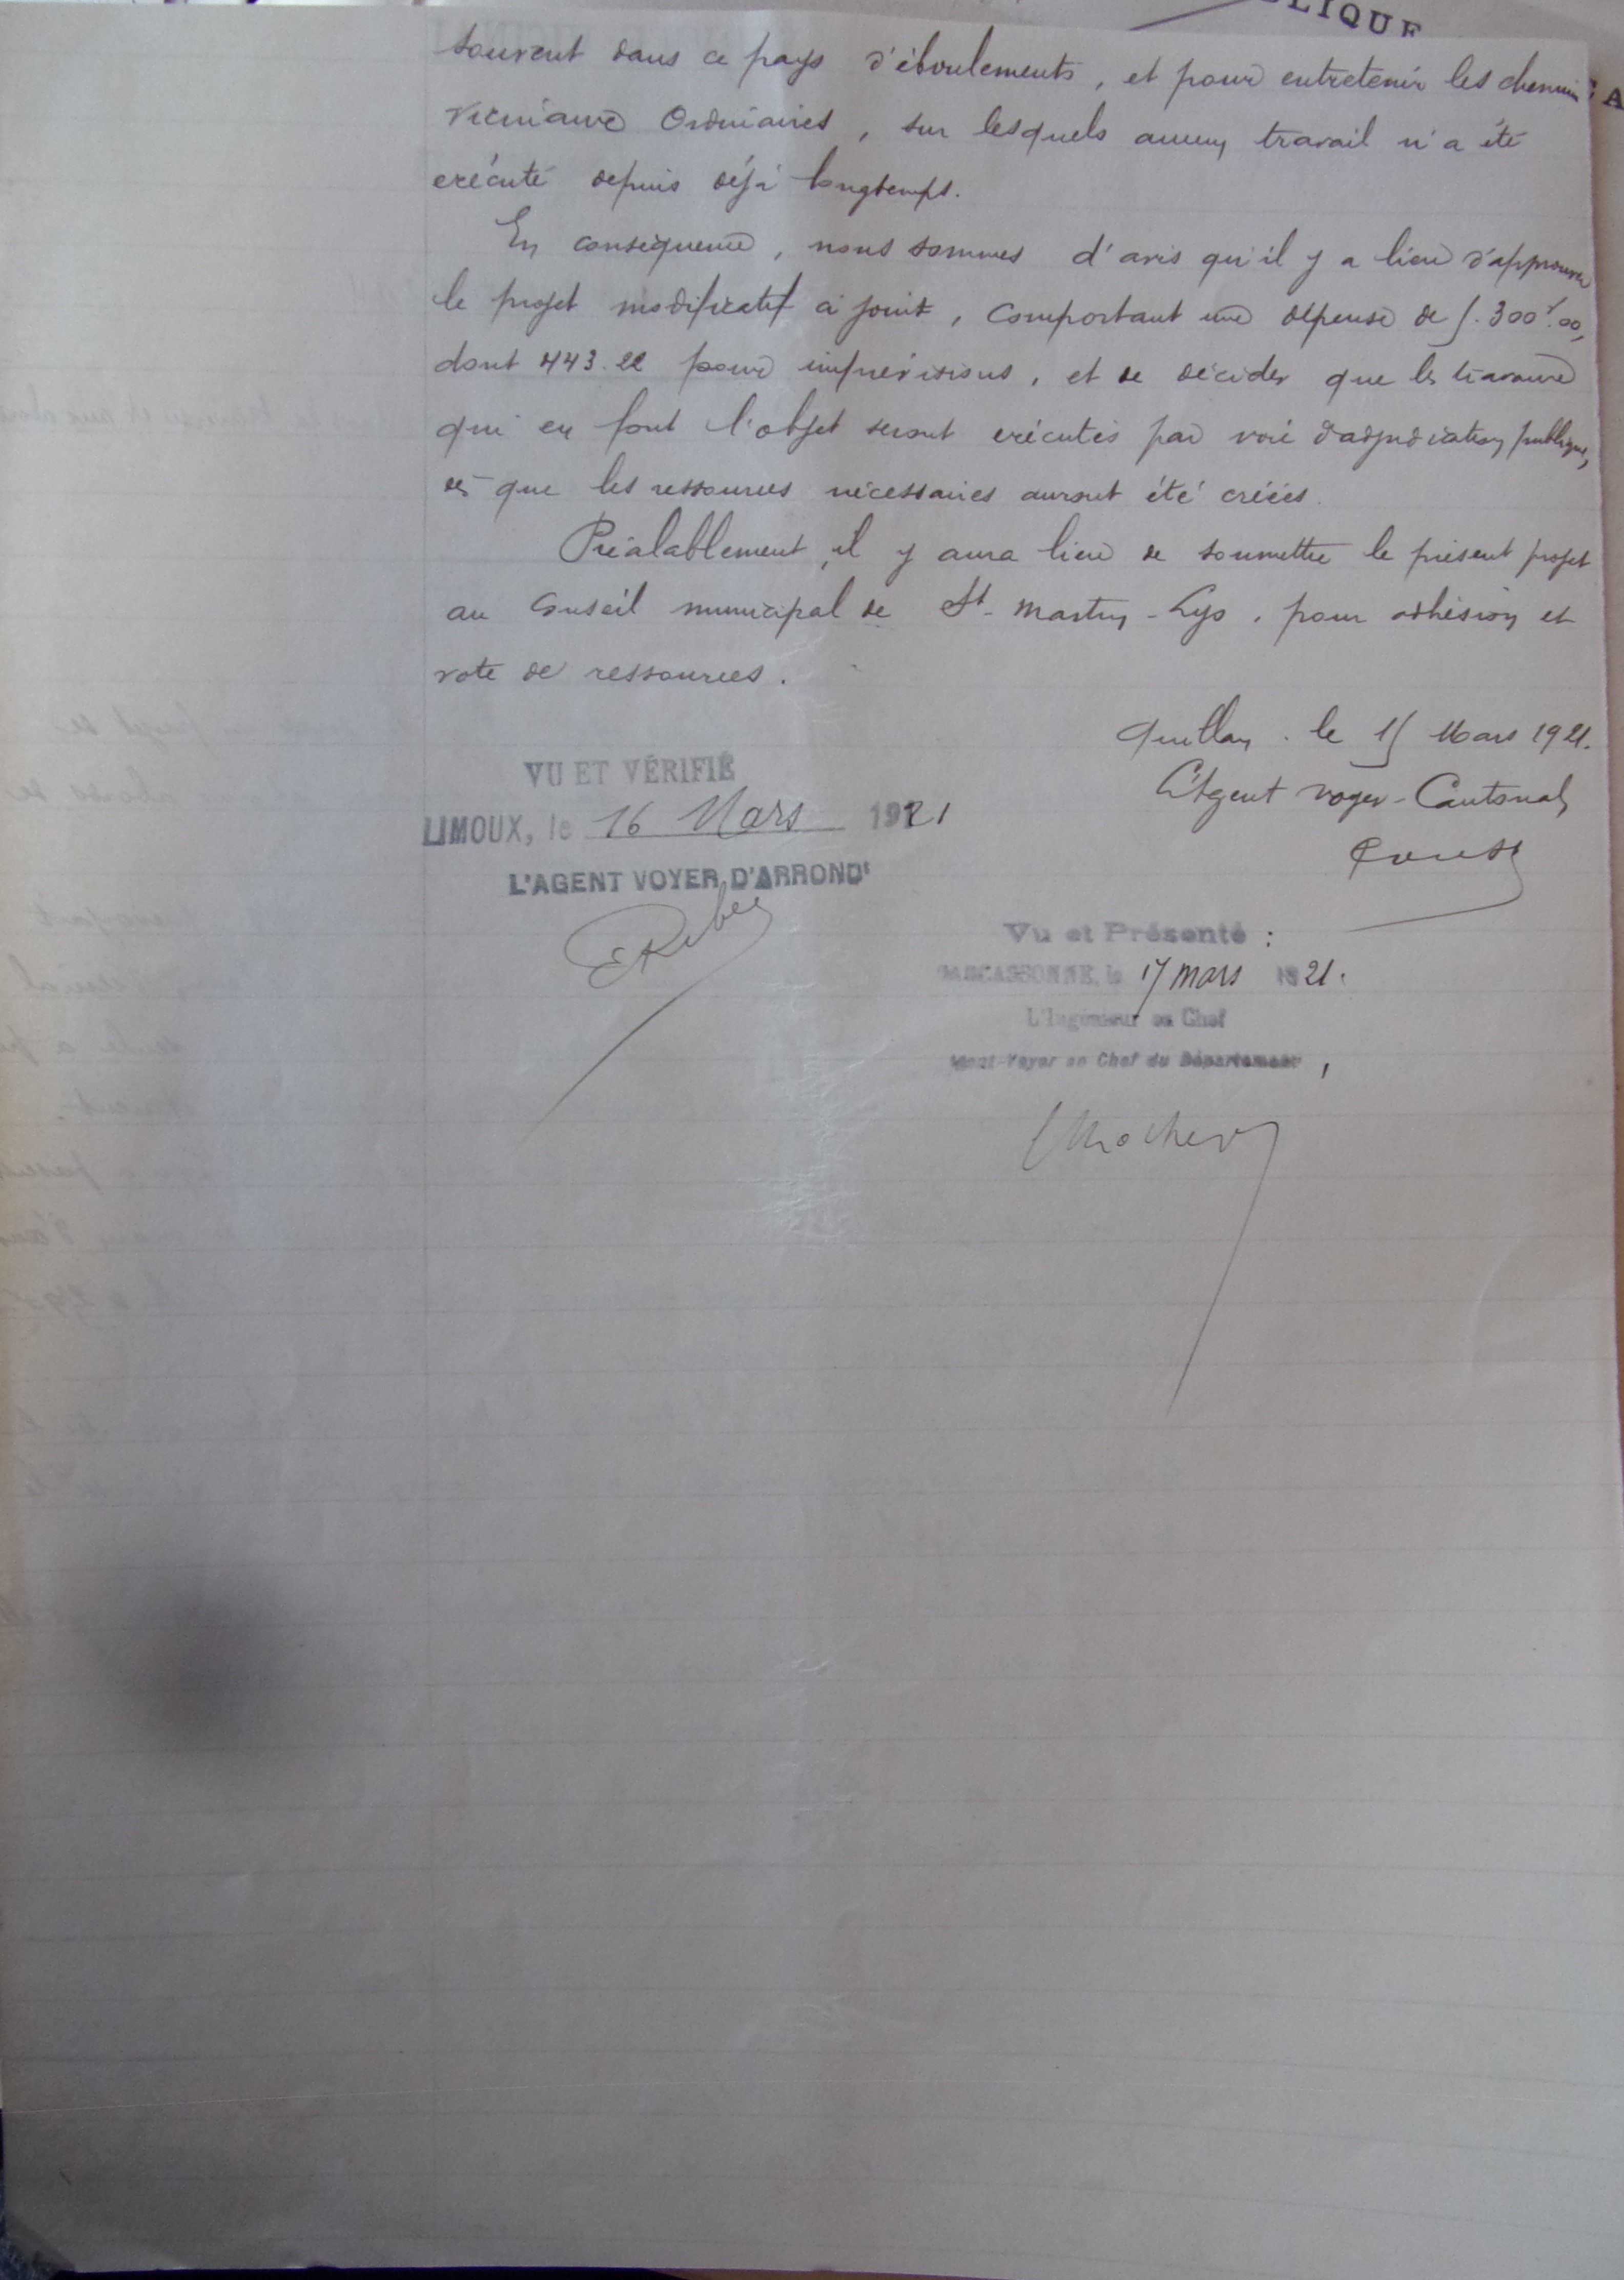 LIQUE
souvent dans ce pays d'éboulements, et pour entretenir les chemins
vicinaux Ordinaires, sur lesquels aucun travail n'a été
exécuté depuis déjà longtemps.
En conséquence, nous sommes d'avis qu'il y a lieu d'approuver
le projet modificatif ci joint, comportant une dépense de 5.300f.00,
dont 443.22 pour imprévisions, et de décider que les travaux
qui en font l'objet seront exécutés par voie d'adjudication publique,
dès que les ressources nécessaires auront été créées.
Préalablement, il y aura lieu de soumettre le présent projet
au Conseil municipal de St-Martin-Lys, pour adhésion et
vote de ressources.
Quillan, le 15 Mars 1921.
L'Agent voyer-Cantonal,
VU ET VÉRIFIÉ
LIMOUX, le 16 Mars 1921
L'AGENT VOYER D'ARRONDt
Vu et Présenté :
CARCASSONNE, le 17 mars 1921.
L'Ingénieur en Chef
Agent-Voyer en Chef du Département,